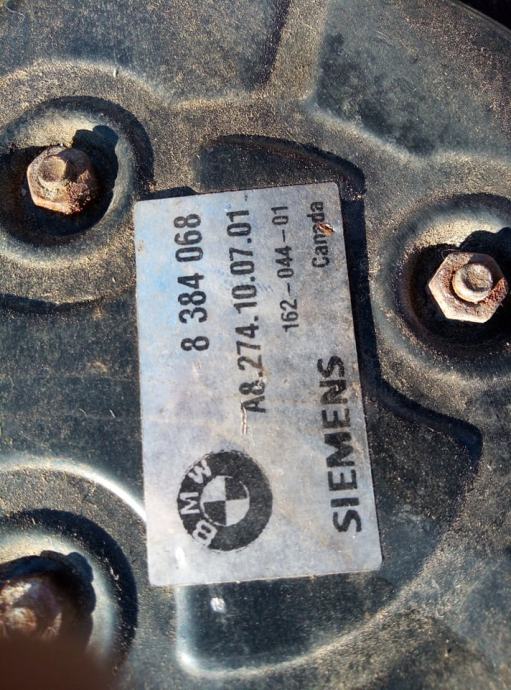 8 384 068
A8.274.10.07.01
162-044-01
Canada
BMW
SIEMENS